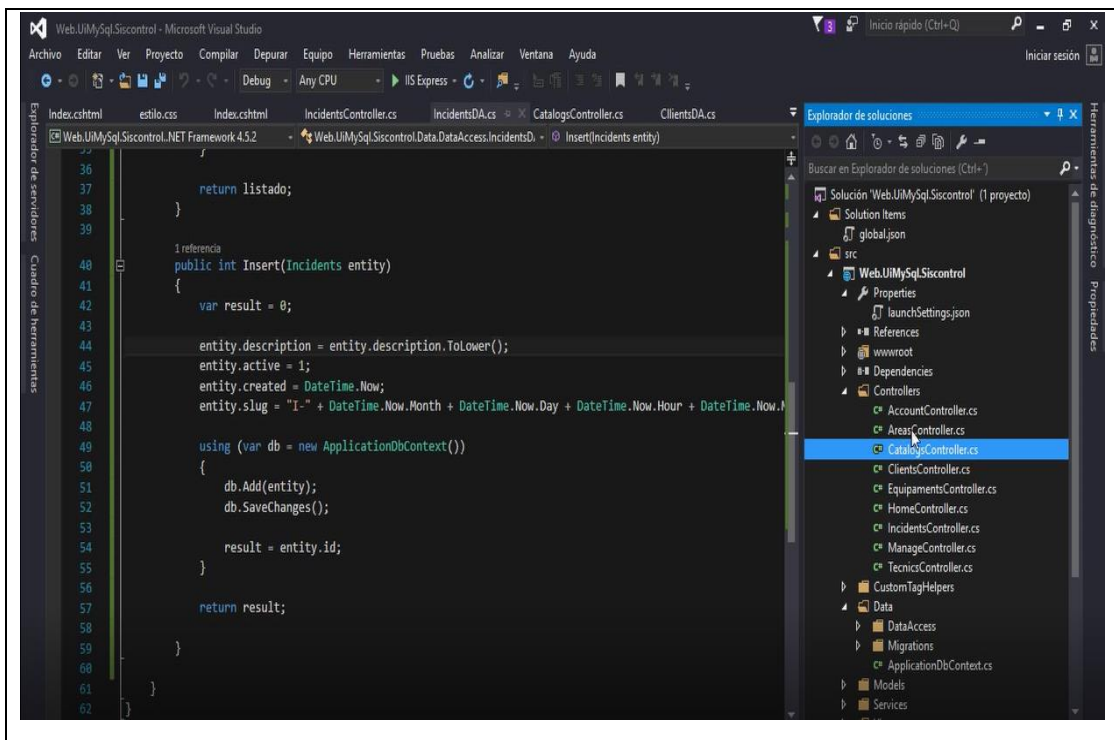 Web.UiMySql.Siscontrol - Microsoft Visual Studio
3
Inicio rápido (Ctrl+Q)
Archivo Editar Ver Proyecto Compilar Depurar Equipo Herramientas Pruebas Analizar Ventana Ayuda
Iniciar sesión
Debug Any CPU IIS Express
Index.cshtml estilo.css Index.cshtml IncidentsController.cs IncidentsDA.cs CatalogsController.cs ClientsDA.cs
Web.UiMySql.Siscontrol..NET Framework 4.5.2 Web.UiMySql.Siscontrol.Data.DataAccess.IncidentsD. Insert(Incidents entity)
Explorador de servidores
Cuadro de herramientas
35 }
36
37 return listado;
38 }
39
1 referencia
40 public int Insert(Incidents entity)
41 {
42 var result = 0;
43
44 entity.description = entity.description.ToLower();
45 entity.active = 1;
46 entity.created = DateTime.Now;
47 entity.slug = "I-" + DateTime.Now.Month + DateTime.Now.Day + DateTime.Now.Hour + DateTime.Now.M
48
49 using (var db = new ApplicationDbContext())
50 {
51 db.Add(entity);
52 db.SaveChanges();
53
54 result = entity.id;
55 }
56
57 return result;
58
59 }
60
61 }
62 }
Explorador de soluciones
Buscar en Explorador de soluciones (Ctrl+´)
Solución 'Web.UiMySql.Siscontrol' (1 proyecto)
Solution Items
global.json
src
Web.UiMySql.Siscontrol
Properties
launchSettings.json
References
wwwroot
Dependencies
Controllers
AccountController.cs
AreasController.cs
CatalogsController.cs
ClientsController.cs
EquipamentsController.cs
HomeController.cs
IncidentsController.cs
ManageController.cs
TecnicsController.cs
CustomTagHelpers
Data
DataAccess
Migrations
ApplicationDbContext.cs
Models
Services
Herramientas de diagnóstico
Propiedades